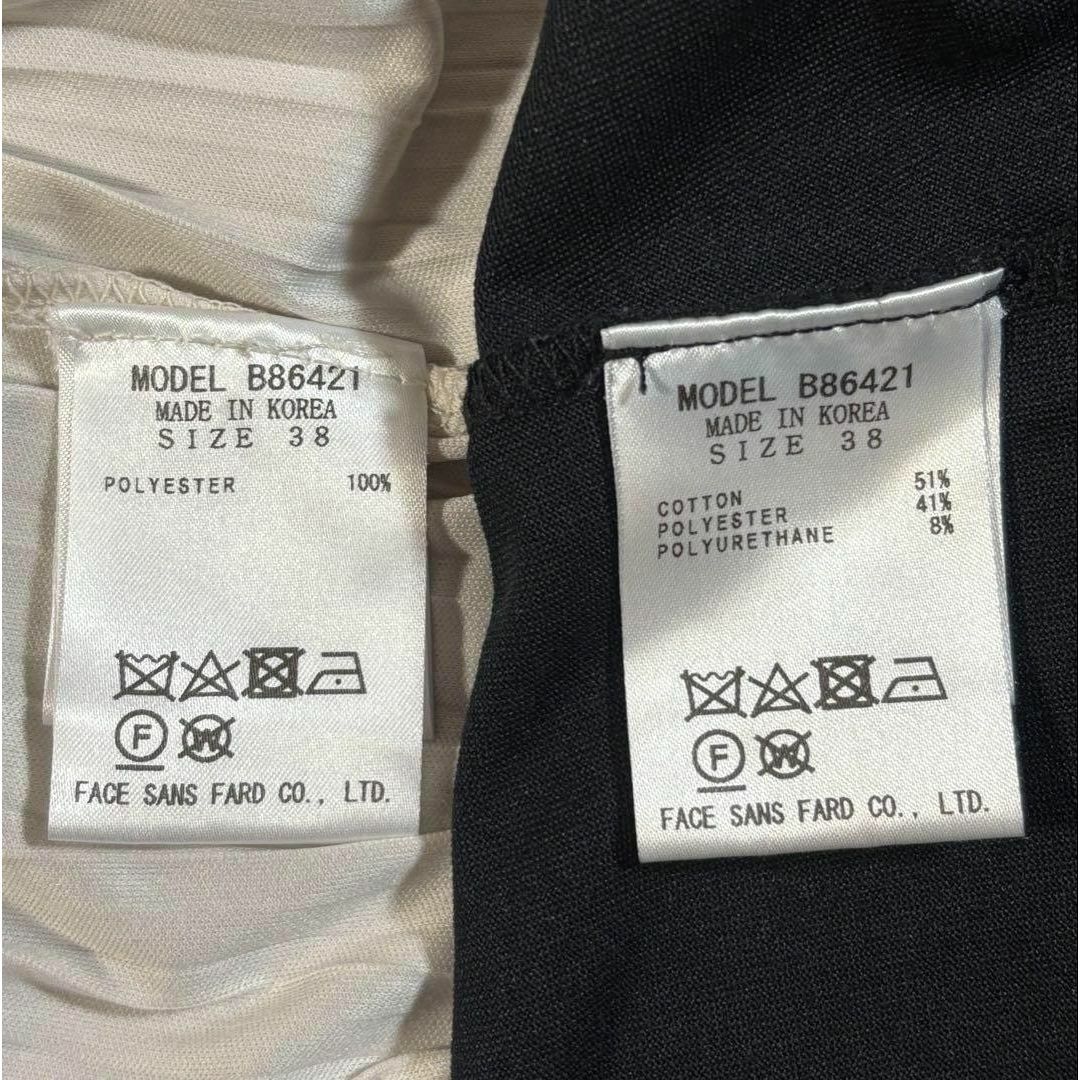 MODEL B86421
MADE IN KOREA
SIZE 38
POLYESTER 100%
F
W
FACE SANS FARD CO., LTD.
MODEL B86421
MADE IN KOREA
SIZE 38
COTTON 51%
POLYESTER 41%
POLYURETHANE 8%
F
W
FACE SANS FARD CO., LTD.